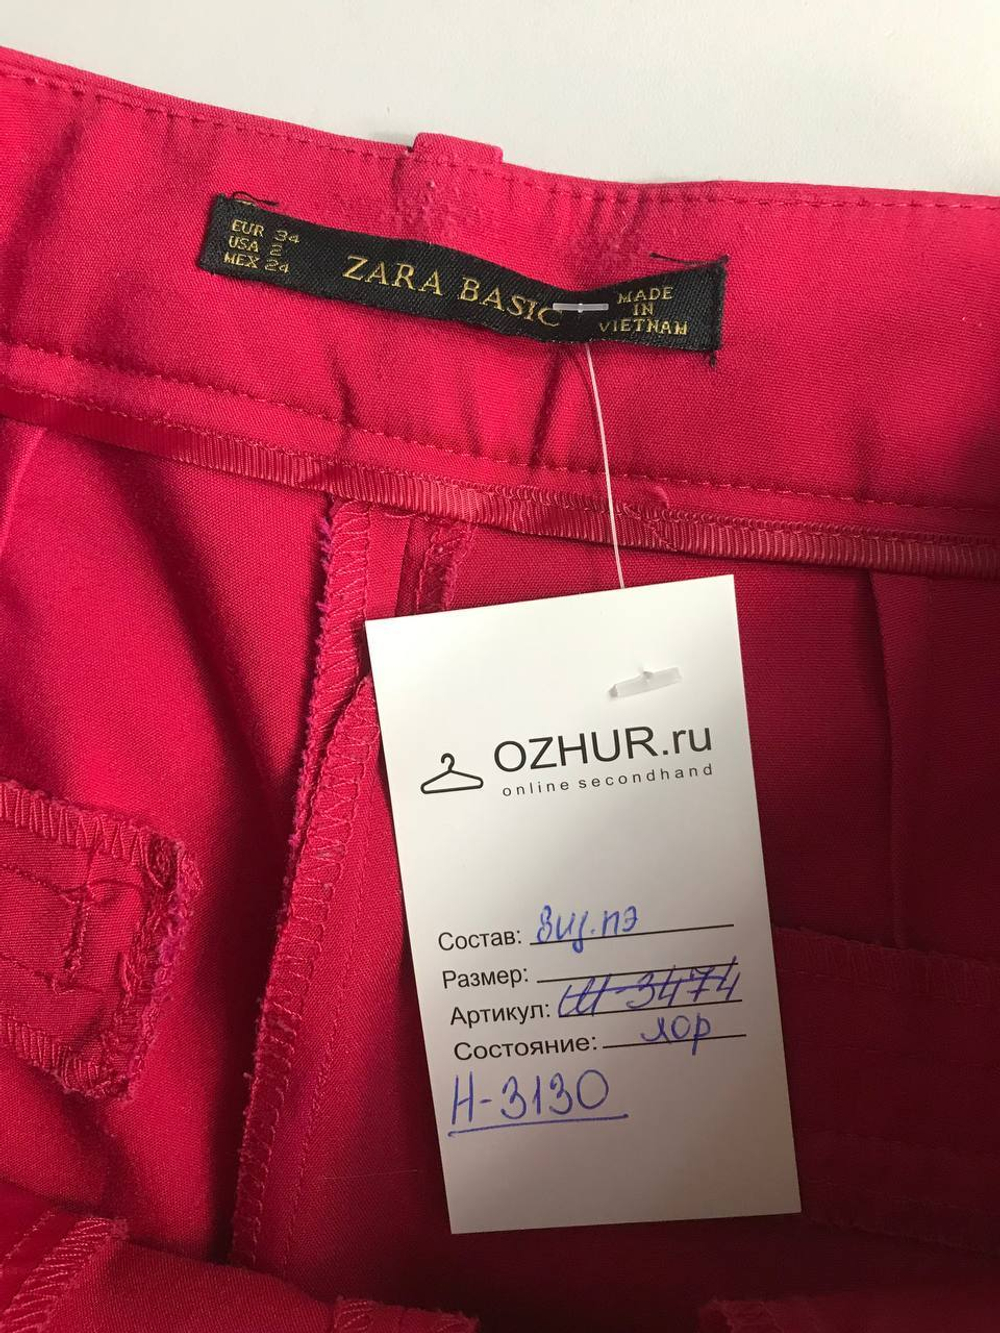 EUR 34
USA 2
MEX 24
ZARA BASIC
MADE
IN
VIETNAM
OZHUR.ru
online secondhand
Состав: Виз.пэ
Размер:
Артикул: Ш-3474
Состояние: хор
Н-3130